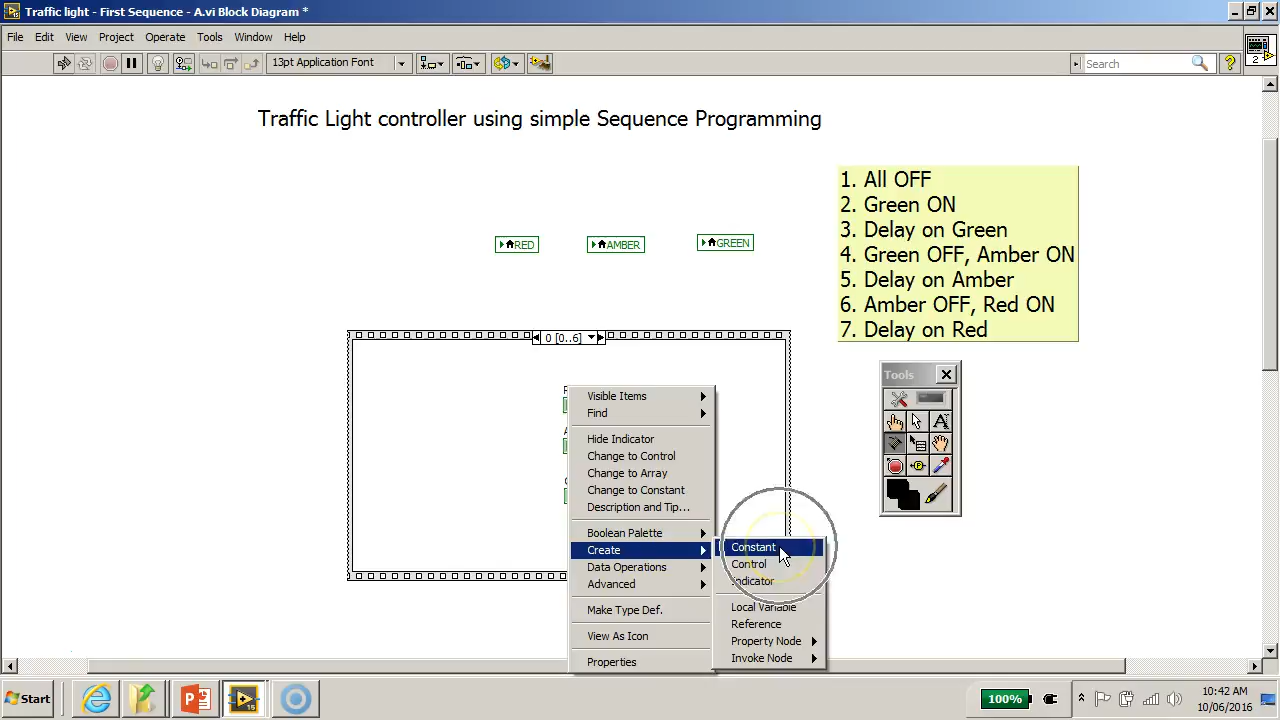 Traffic light - First Sequence - A.vi Block Diagram *
File Edit View Project Operate Tools Window Help
13pt Application Font
Search
2
Traffic Light controller using simple Sequence Programming
1. All OFF
2. Green ON
3. Delay on Green
4. Green OFF, Amber ON
5. Delay on Amber
6. Amber OFF, Red ON
7. Delay on Red
RED AMBER GREEN
0 [0..6]
Tools
Visible Items
Find
Hide Indicator
Change to Control
Change to Array
Change to Constant
Description and Tip...
Boolean Palette
Create
Data Operations
Advanced
Make Type Def.
View As Icon
Properties
Constant
Control
Indicator
Local Variable
Reference
Property Node
Invoke Node
Start
100%
10:42 AM
10/06/2016